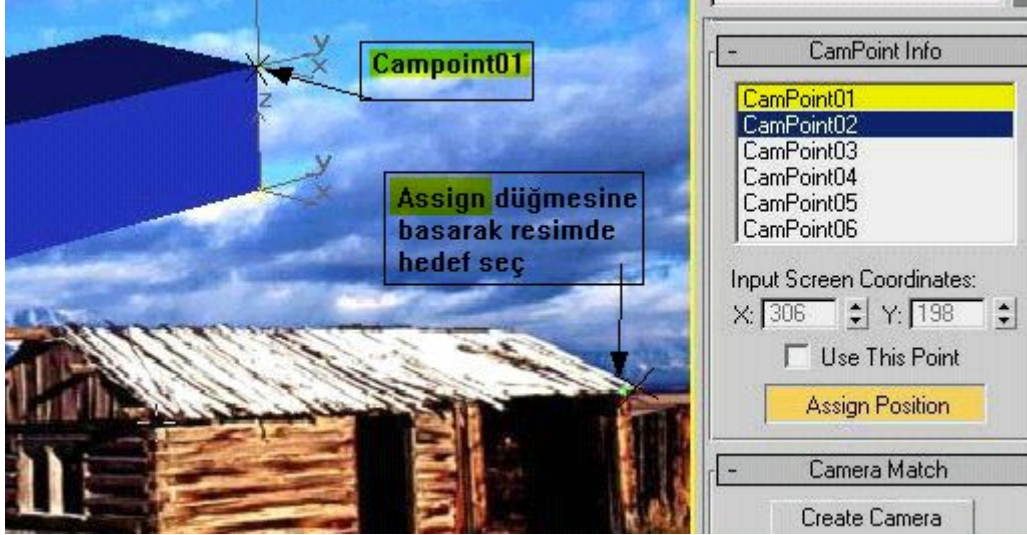 y
x
z
Campoint01
y
x
Assign düğmesine
basarak resimde
hedef seç
- CamPoint Info
CamPoint01
CamPoint02
CamPoint03
CamPoint04
CamPoint05
CamPoint06
Input Screen Coordinates:
X: 306 Y: 198
Use This Point
Assign Position
- Camera Match
Create Camera